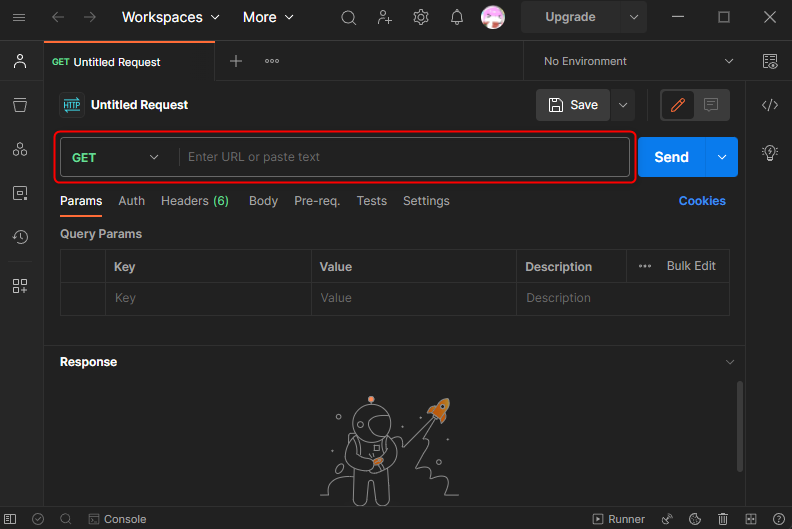 Workspaces More Upgrade
GET Untitled Request No Environment
HTTP Untitled Request Save
GET Enter URL or paste text Send
Params Auth Headers (6) Body Pre-req. Tests Settings Cookies
Query Params
Key Value Description Bulk Edit
Key Value Description
Response
Console Runner